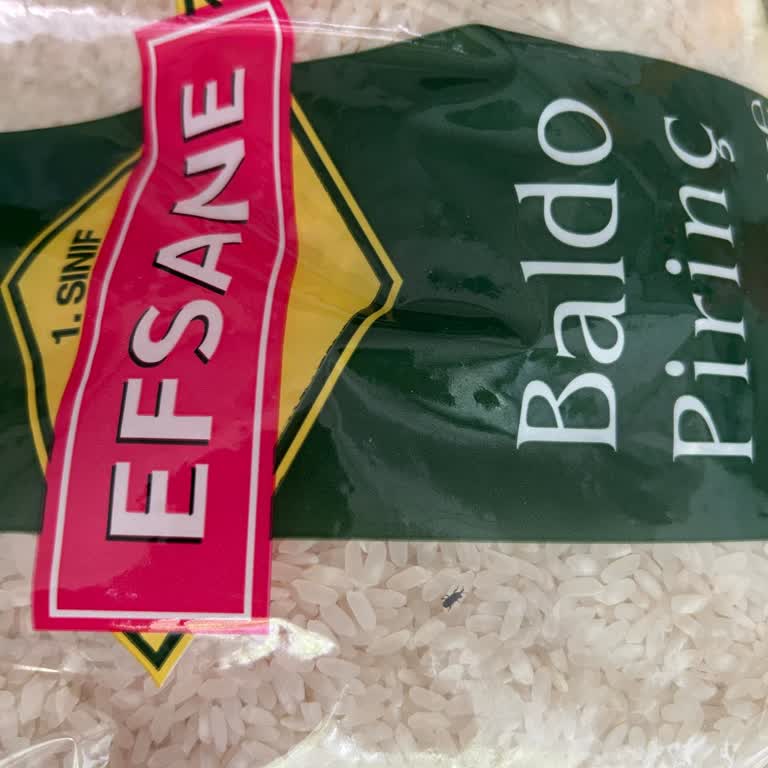 1. SINIF
EFSANE
Baldo
Pirinç